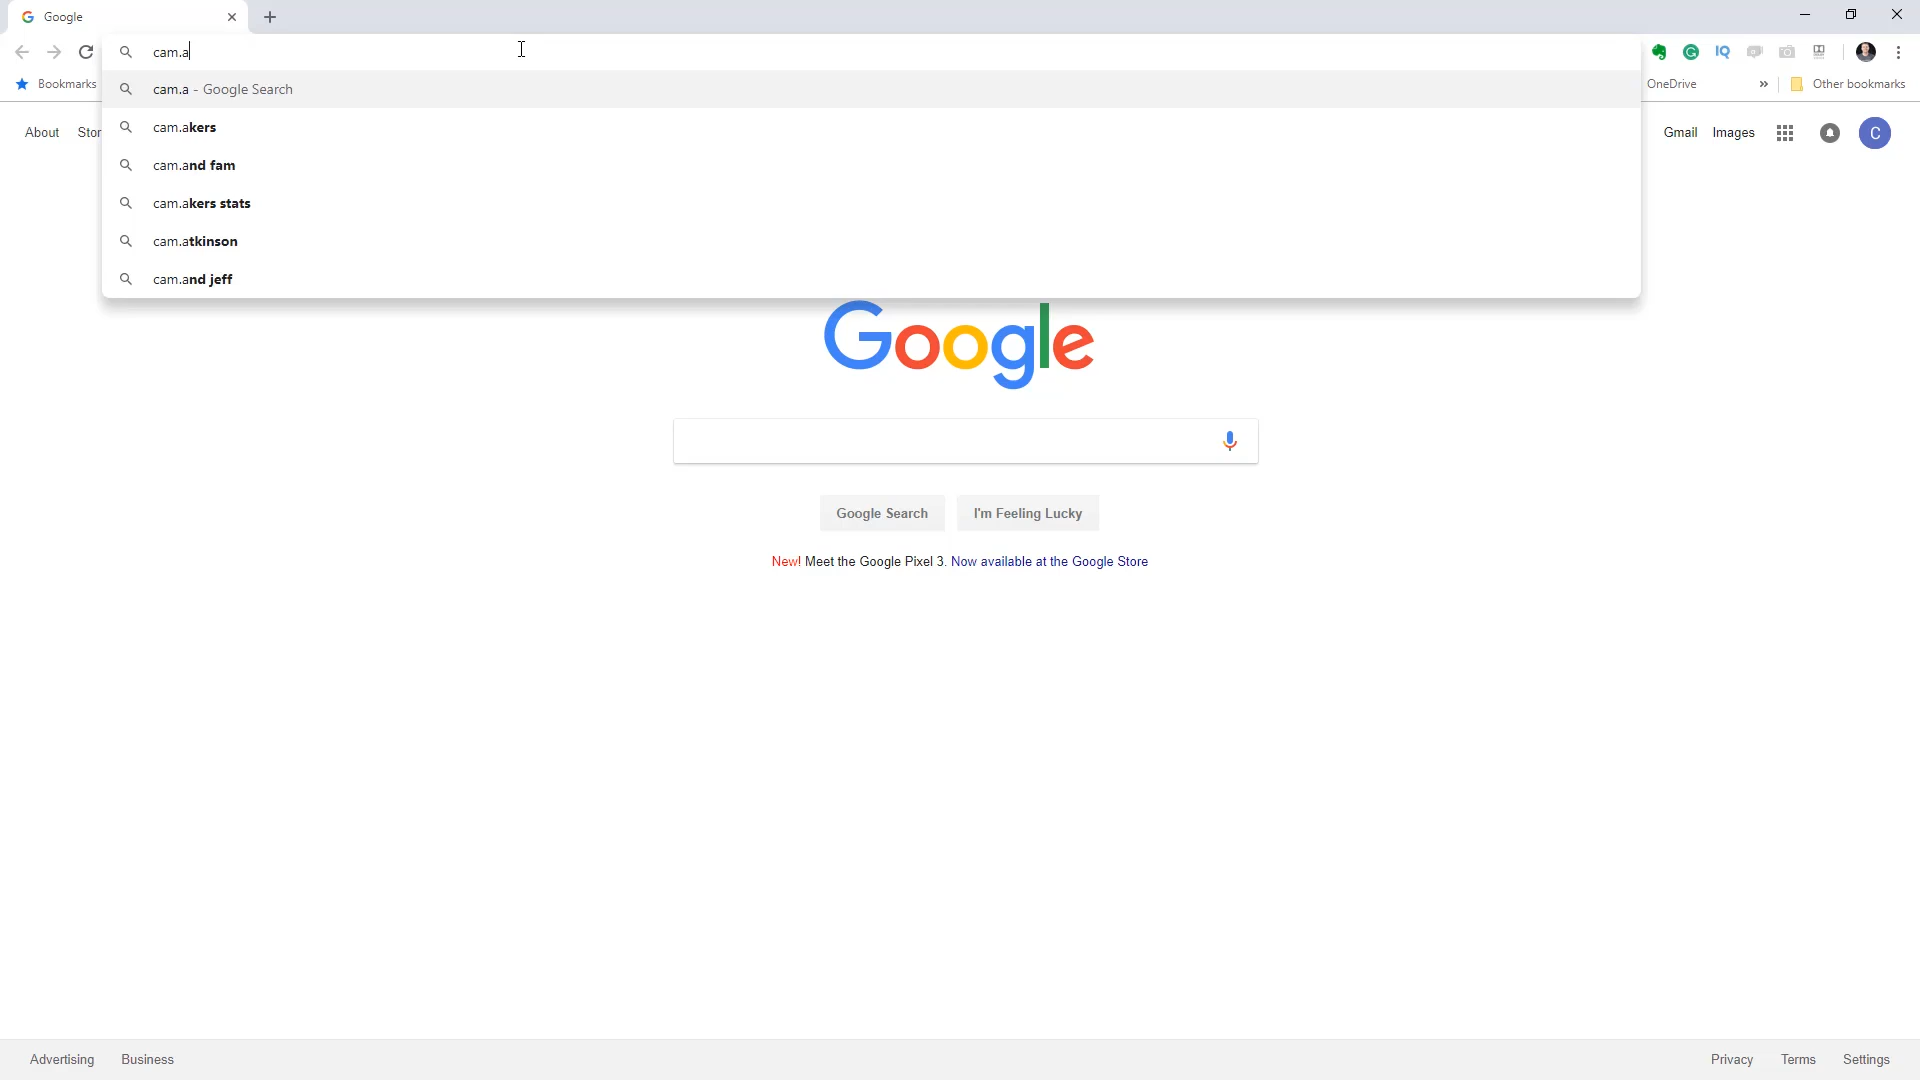 Google
cam.a
Bookmarks
OneDrive
»
Other bookmarks
cam.a - Google Search
cam.akers
cam.and fam
cam.akers stats
cam.atkinson
cam.and jeff
About
Stor
Gmail
Images
C
Google
Google Search
I'm Feeling Lucky
New! Meet the Google Pixel 3. Now available at the Google Store
Advertising
Business
Privacy
Terms
Settings
IQ